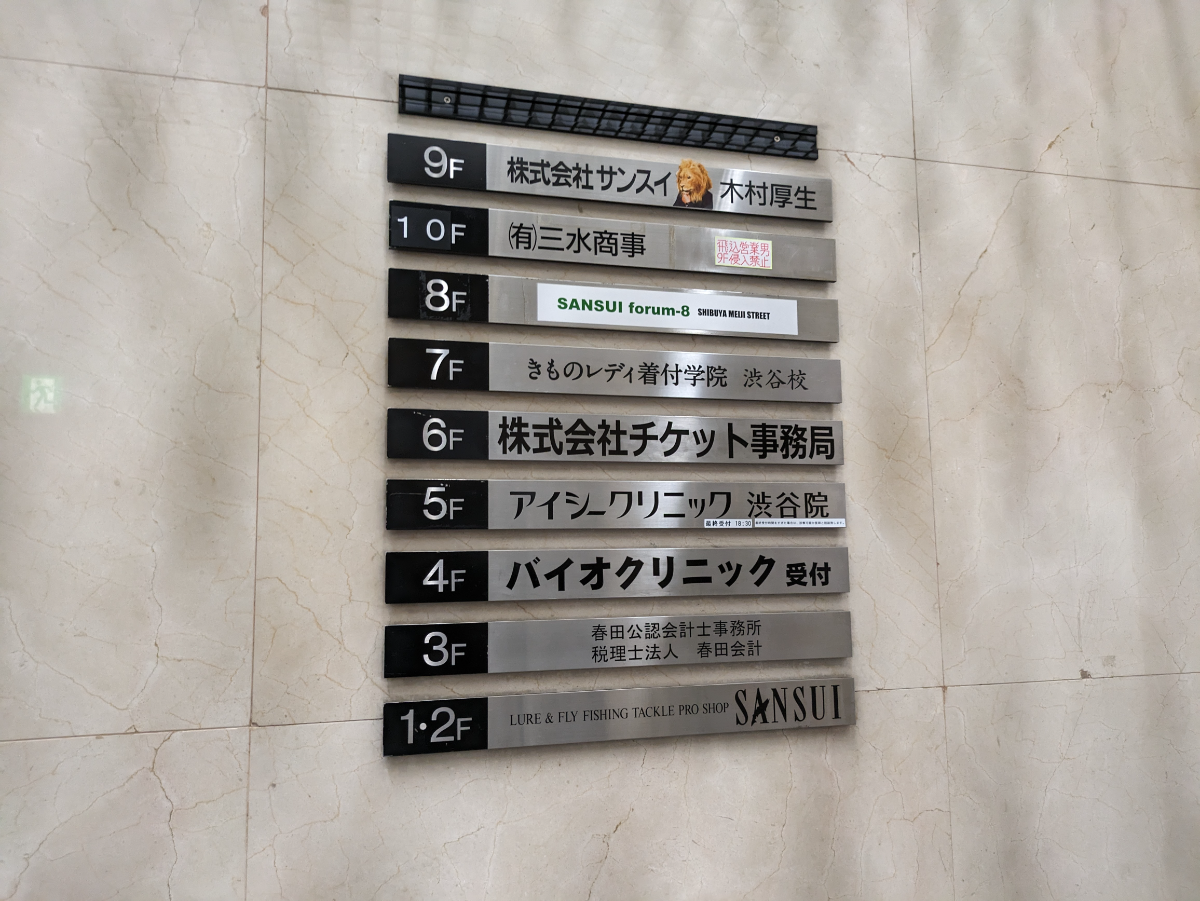 9F 株式会社サンスイ 木村厚生
10F (有)三水商事
飛込営業男
9F侵入禁止
8F SANSUI forum-8 SHIBUYA MEIJI STREET
7F きものレディ着付学院 渋谷校
6F 株式会社チケット事務局
5F アイシークリニック 渋谷院
最終受付 18:30
4F バイオクリニック 受付
3F 春田公認会計士事務所
税理士法人 春田会計
1・2F LURE & FLY FISHING TACKLE PRO SHOP SANSUI